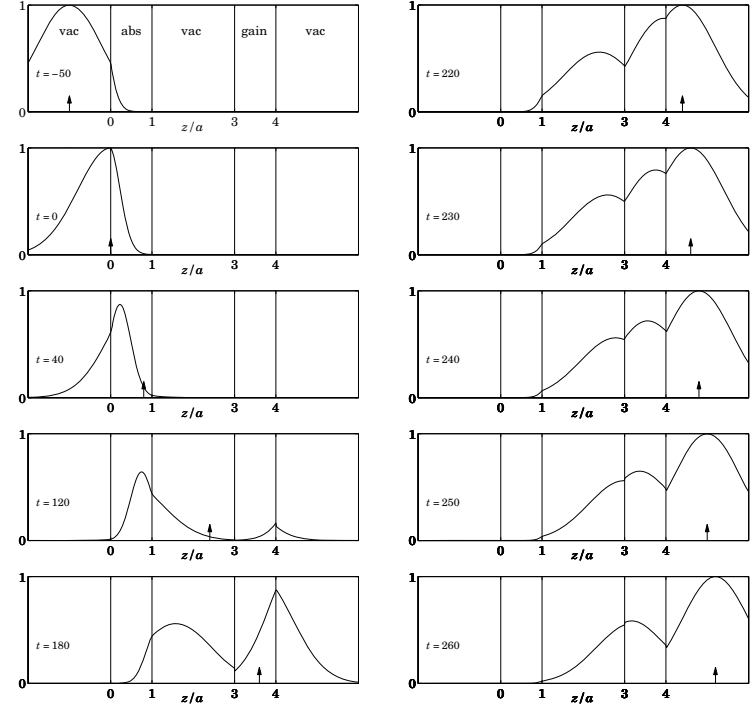 1 vac abs vac gain vac
t = −50
0
0 1 z/a 3 4
1
t = 0
0
0 1 z/a 3 4
1
t = 40
0
0 1 z/a 3 4
1
t = 120
0
0 1 z/a 3 4
1
t = 180
0
0 1 z/a 3 4
1
t = 220
0
0 1 z/a 3 4
1
t = 230
0
0 1 z/a 3 4
1
t = 240
0
0 1 z/a 3 4
1
t = 250
0
0 1 z/a 3 4
1
t = 260
0
0 1 z/a 3 4